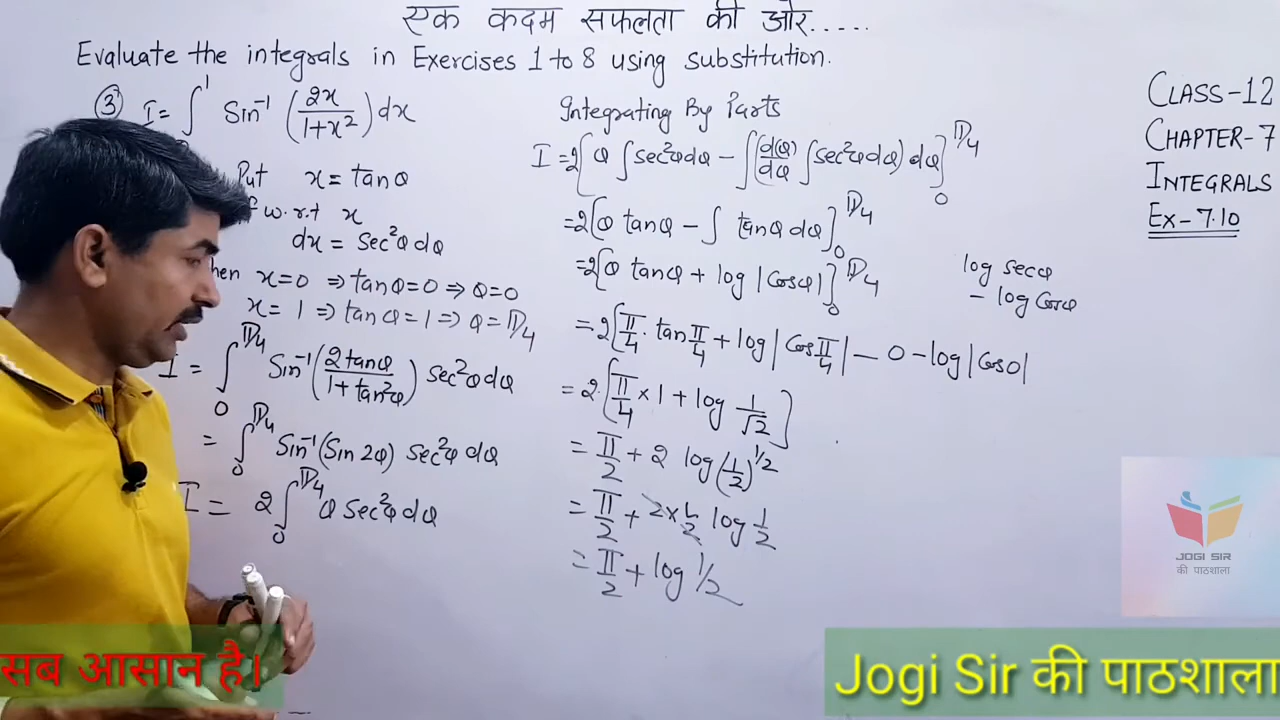 एक कदम सफलता की ओर.....
Evaluate the integrals in Exercises 1 to 8 using substitution.
③ I = ∫ ¹ Sin⁻¹ (2x/1+x²) dx
Put x = tanθ
w.r.t x
dx = Sec²θ dθ
x=0 ⇒ tanθ=0 ⇒ θ=0
x = 1 ⇒ tanθ = 1 ⇒ θ = π/4
I = ∫₀^π/4 Sin⁻¹ (2tanθ/1+tan²θ) Sec²θ dθ
= ∫₀^π/4 Sin⁻¹(Sin 2θ) Sec²θ dθ
I = 2 ∫₀^π/4 θ Sec²θ dθ
Integrating By Parts
I = 2[θ ∫sec²θdθ − ∫(d(θ)/dθ ∫sec²θdθ) dθ]₀^π/4
= 2[θ tanθ − ∫ tanθ dθ]₀^π/4
= 2[θ tanθ + log |Cosθ|]₀^π/4
= 2[π/4 . tan π/4 + log |Cos π/4| − 0 − log |Cos0|
= 2.[π/4 × 1 + log 1/√2]
= π/2 + 2 log (1/2)^1/2
= π/2 + 2 × 1/2 log 1/2
= π/2 + log 1/2
log secθ
− log Cosθ
CLASS-12
CHAPTER-7
INTEGRALS
Ex-7.10
JOGI SIR
की पाठशाला
सब आसान है।
Jogi Sir की पाठशाला